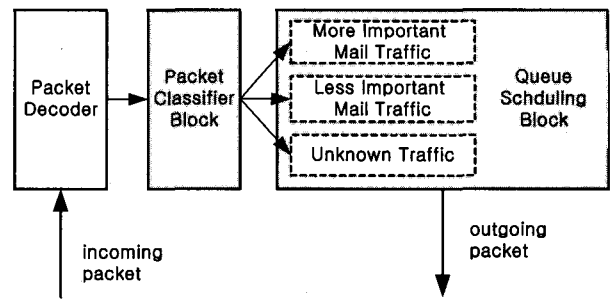 Packet
Decoder
Packet
Classifier
Block
More Important
Mail Traffic
Less Important
Mail Traffic
Unknown Traffic
Queue
Schduling
Block
incoming
packet
outgoing
packet